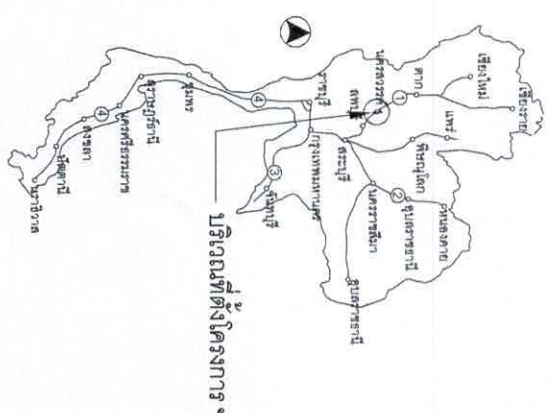 เชียงราย
เชียงใหม่
แพร่
หนองคาย
ตาก
พิษณุโลก
อุบลราชธานี
1
2
นครสวรรค์
ลพบุรี
สระบุรี
นครราชสีมา
อุบลราชธานี
ราชบุรี
กรุงเทพมหานคร
3
จันทบุรี
บริเวณที่ตั้งโครงการ
4
ชุมพร
สุราษฎร์ธานี
นครศรีธรรมราช
4
สงขลา
ปัตตานี
นราธิวาส